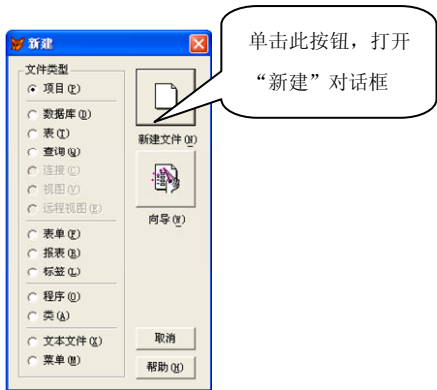 新建
文件类型
项目(P)
数据库(D)
表(T)
查询(Q)
连接(C)
视图(V)
远程视图(E)
表单(F)
报表(R)
标签(L)
程序(O)
类(A)
文本文件(X)
菜单(M)
新建文件(N)
向导(W)
取消
帮助(H)
单击此按钮，打开
“新建”对话框